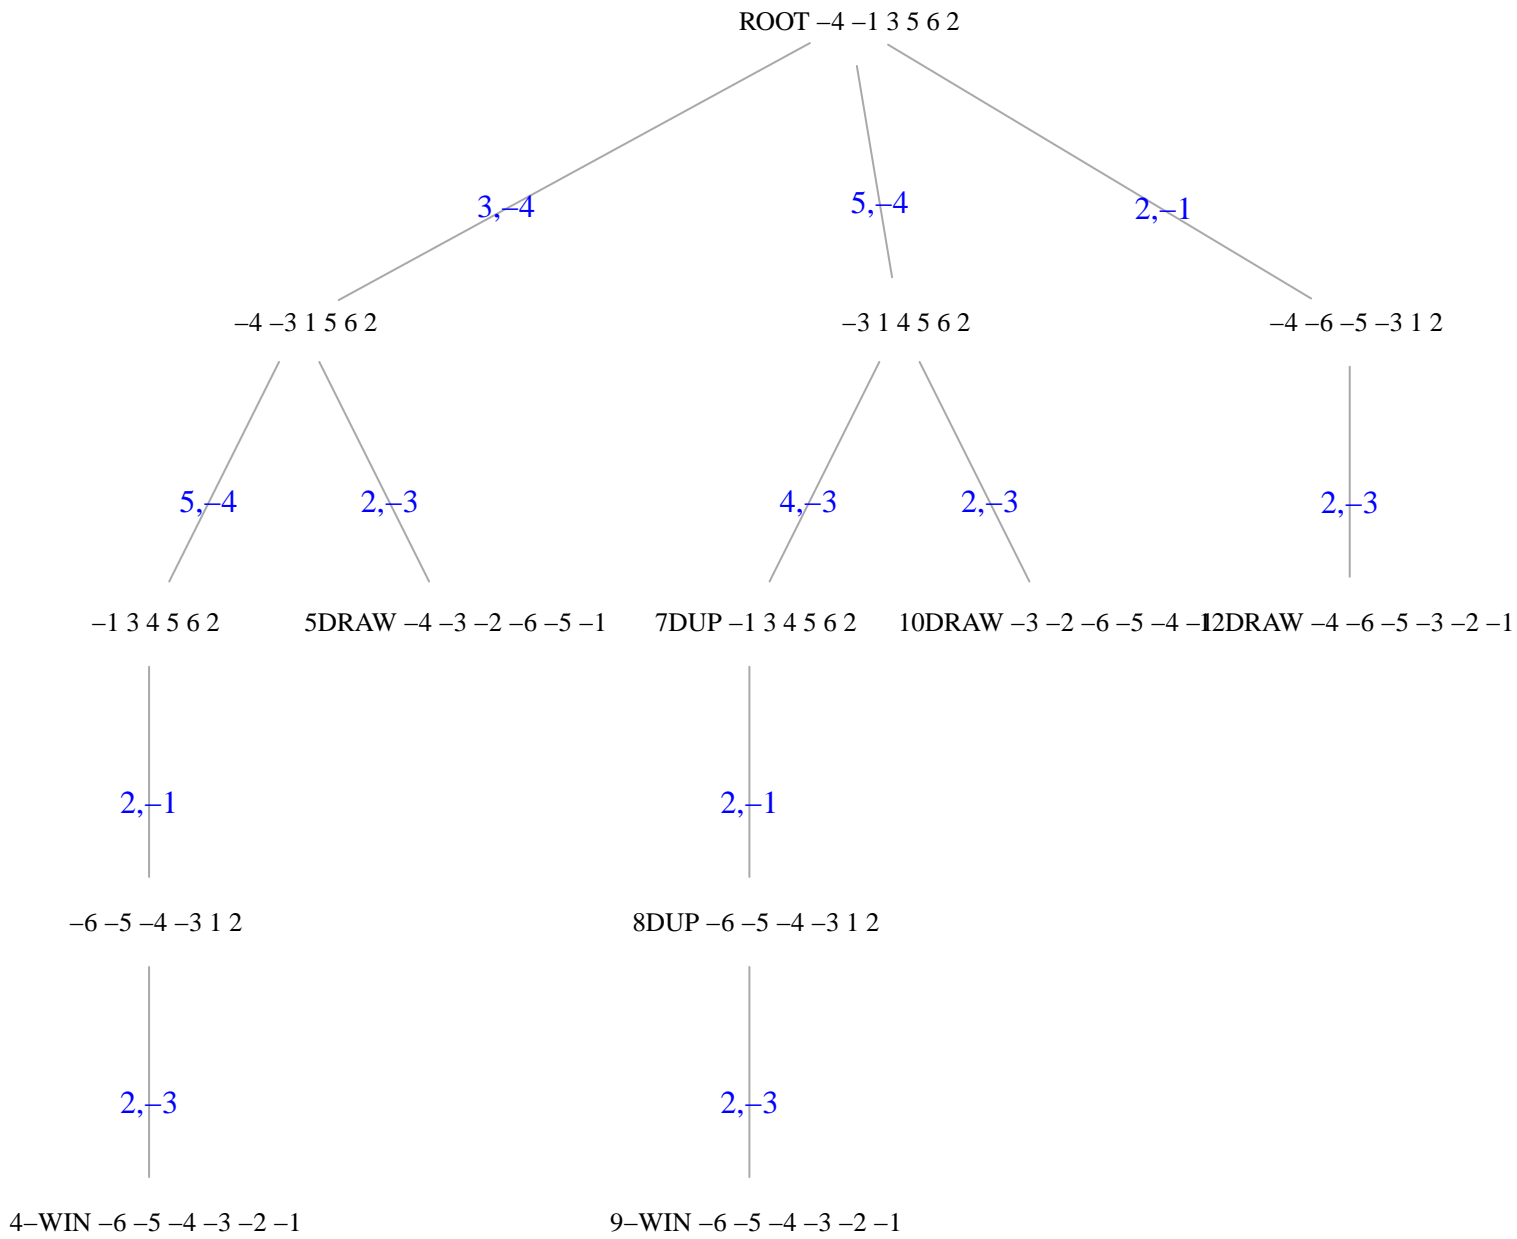 ROOT –4 –1 3 5 6 2
3,–4
5,–4
2,–1
–4 –3 1 5 6 2
–3 1 4 5 6 2
–4 –6 –5 –3 1 2
5,–4
2,–3
4,–3
2,–3
2,–3
–1 3 4 5 6 2
5DRAW –4 –3 –2 –6 –5 –1
7DUP –1 3 4 5 6 2
10DRAW –3 –2 –6 –5 –4 –1
12DRAW –4 –6 –5 –3 –2 –1
2,–1
2,–1
–6 –5 –4 –3 1 2
8DUP –6 –5 –4 –3 1 2
2,–3
2,–3
4–WIN –6 –5 –4 –3 –2 –1
9–WIN –6 –5 –4 –3 –2 –1